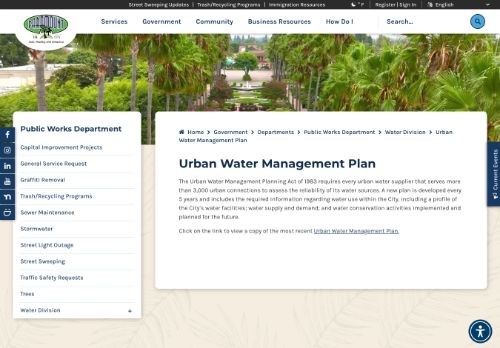 Street Sweeping Updates | Trash/Recycling Programs | Immigration Resources
°F
Register | Sign In
English
PARAMOUNT
Services Government Community Business Resources How Do I Search...
Public Works Department
Capital Improvement Projects
General Service Request
Graffiti Removal
Trash/Recycling Programs
Sewer Maintenance
Stormwater
Street Light Outage
Street Sweeping
Traffic Safety Requests
Trees
Water Division +
Home > Government > Departments > Public Works Department > Water Division > Urban
Water Management Plan
Urban Water Management Plan
The Urban Water Management Planning Act of 1983 requires every urban water supplier that serves more
than 3,000 urban connections to assess the reliability of its water sources. A new plan is developed every
5 years and includes the required information regarding water use within the City, including a profile of
the City's water facilities; water supply and demand; and water conservation activities implemented and
planned for the future.
Click on the link to view a copy of the most recent Urban Water Management Plan.
Current Events